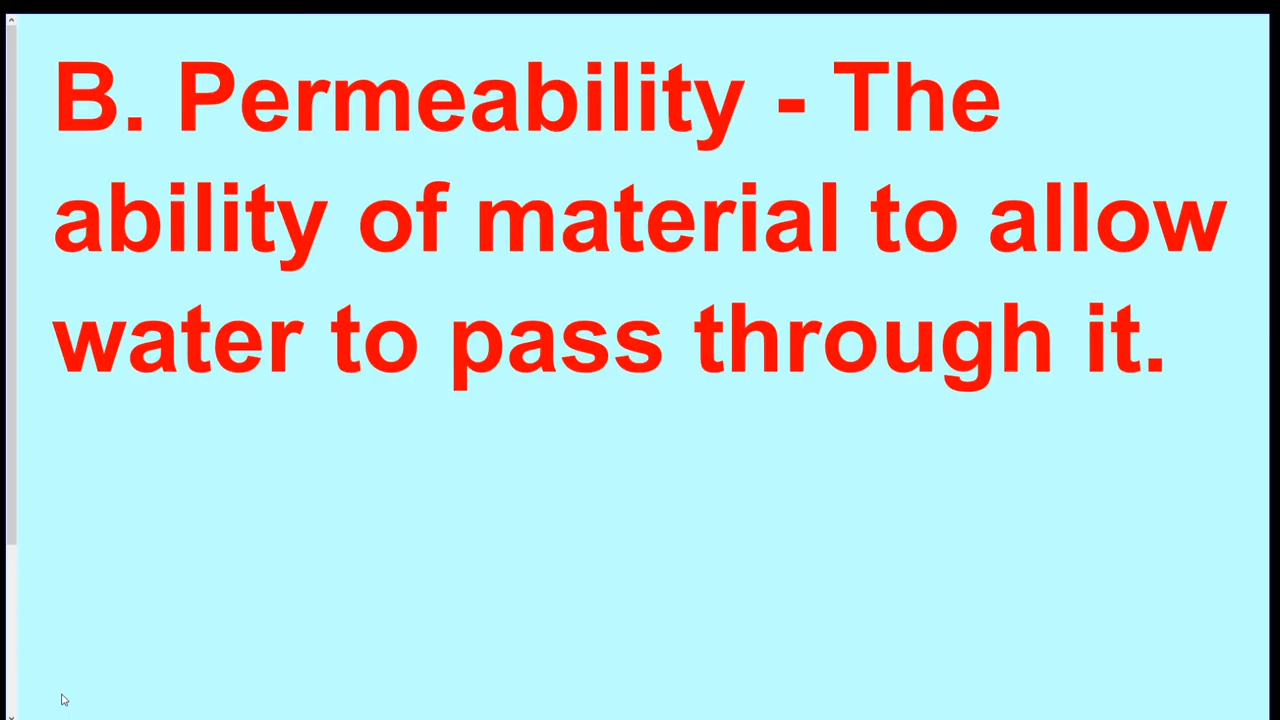 B. Permeability - The
ability of material to allow
water to pass through it.